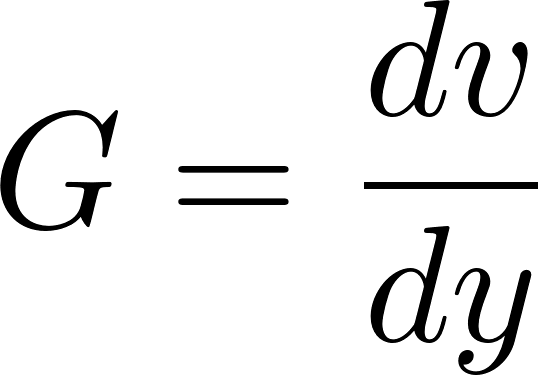 G = dv/dy